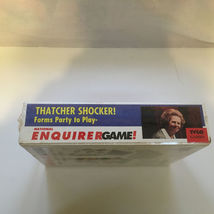 THATCHER SHOCKER!
Forms Party to Play-
NATIONAL
ENQUIRER GAME!
TYCO